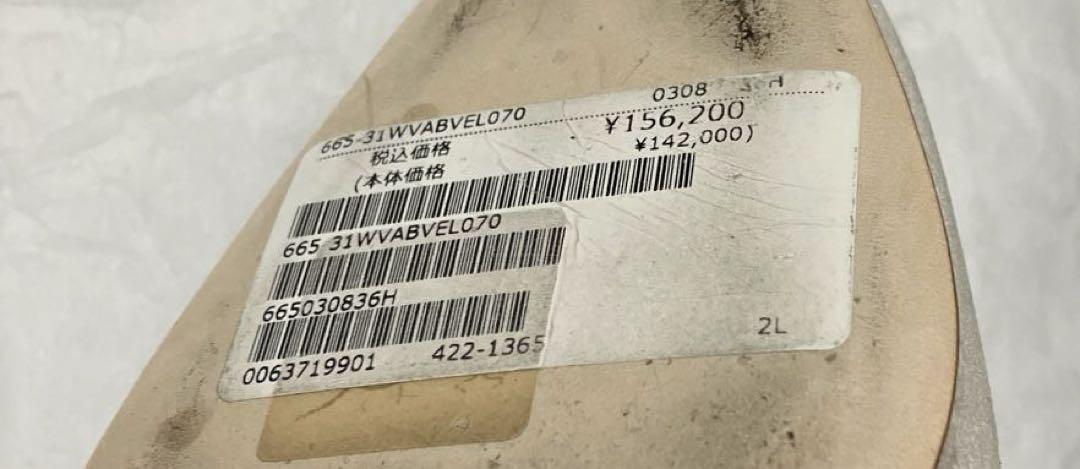 665-31WVABVEL070
0308 36H
税込価格 ¥156,200
(本体価格 ¥142,000)
665 31WVABVEL070
665030836H
0063719901 422-1365
2L